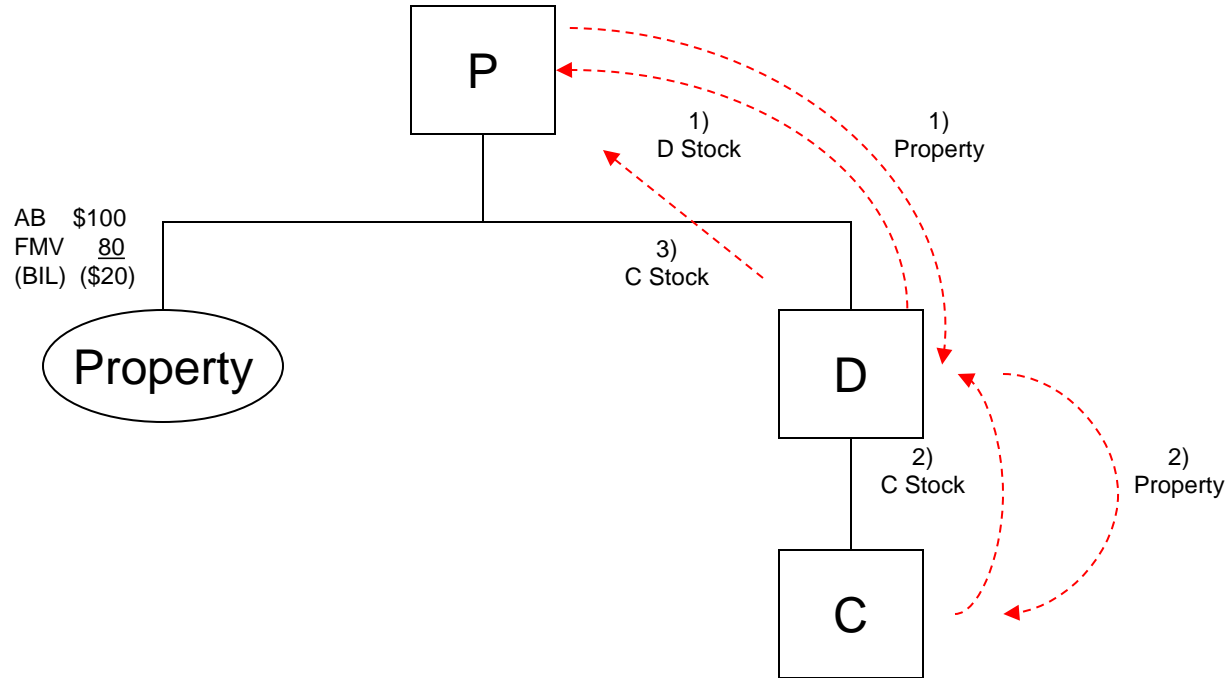 P
1)
D Stock
1)
Property
AB $100
FMV 80
(BIL) ($20)
3)
C Stock
Property
D
2)
C Stock
2)
Property
C